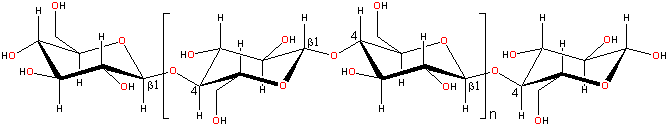 OH OH
H H H H
H H O H OH β1 4 H H O H OH
HO HO O HO OH
HO O HO O
OH β1 4 H O OH β1 4 H O
H H H H n
OH OH